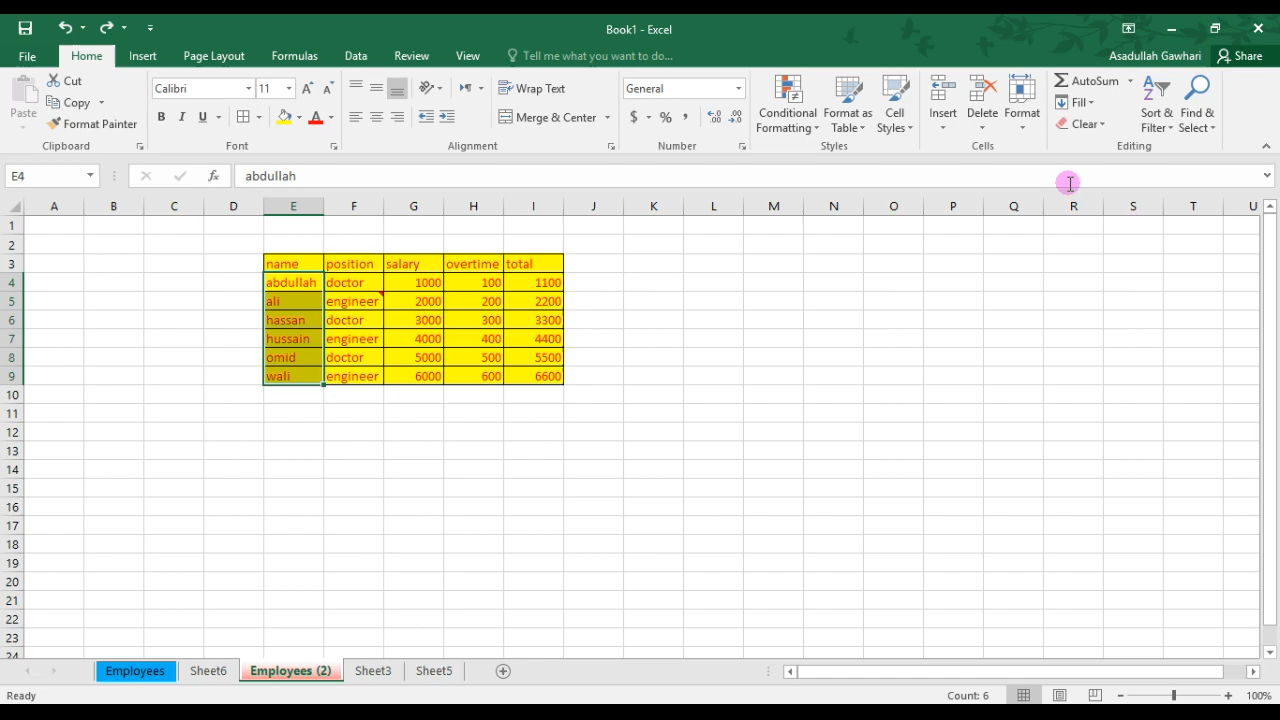 Book1 - Excel
File Home Insert Page Layout Formulas Data Review View Tell me what you want to do... Asadullah Gawhari Share
Paste
Cut
Copy
Format Painter
Clipboard
Calibri 11
B I U A
Font
Wrap Text
Merge & Center
Alignment
General
$ % ,
Number
Conditional Formatting
Format as Table
Cell Styles
Styles
Insert Delete Format
Cells
AutoSum
Fill
Clear
Sort & Filter
Find & Select
Editing
E4 fx abdullah
A B C D E F G H I J K L M N O P Q R S T U
1
2
3 name position salary overtime total
4 abdullah doctor 1000 100 1100
5 ali engineer 2000 200 2200
6 hassan doctor 3000 300 3300
7 hussain engineer 4000 400 4400
8 omid doctor 5000 500 5500
9 wali engineer 6000 600 6600
10
11
12
13
14
15
16
17
18
19
20
21
22
23
24
Employees Sheet6 Employees (2) Sheet3 Sheet5
Ready Count: 6 100%